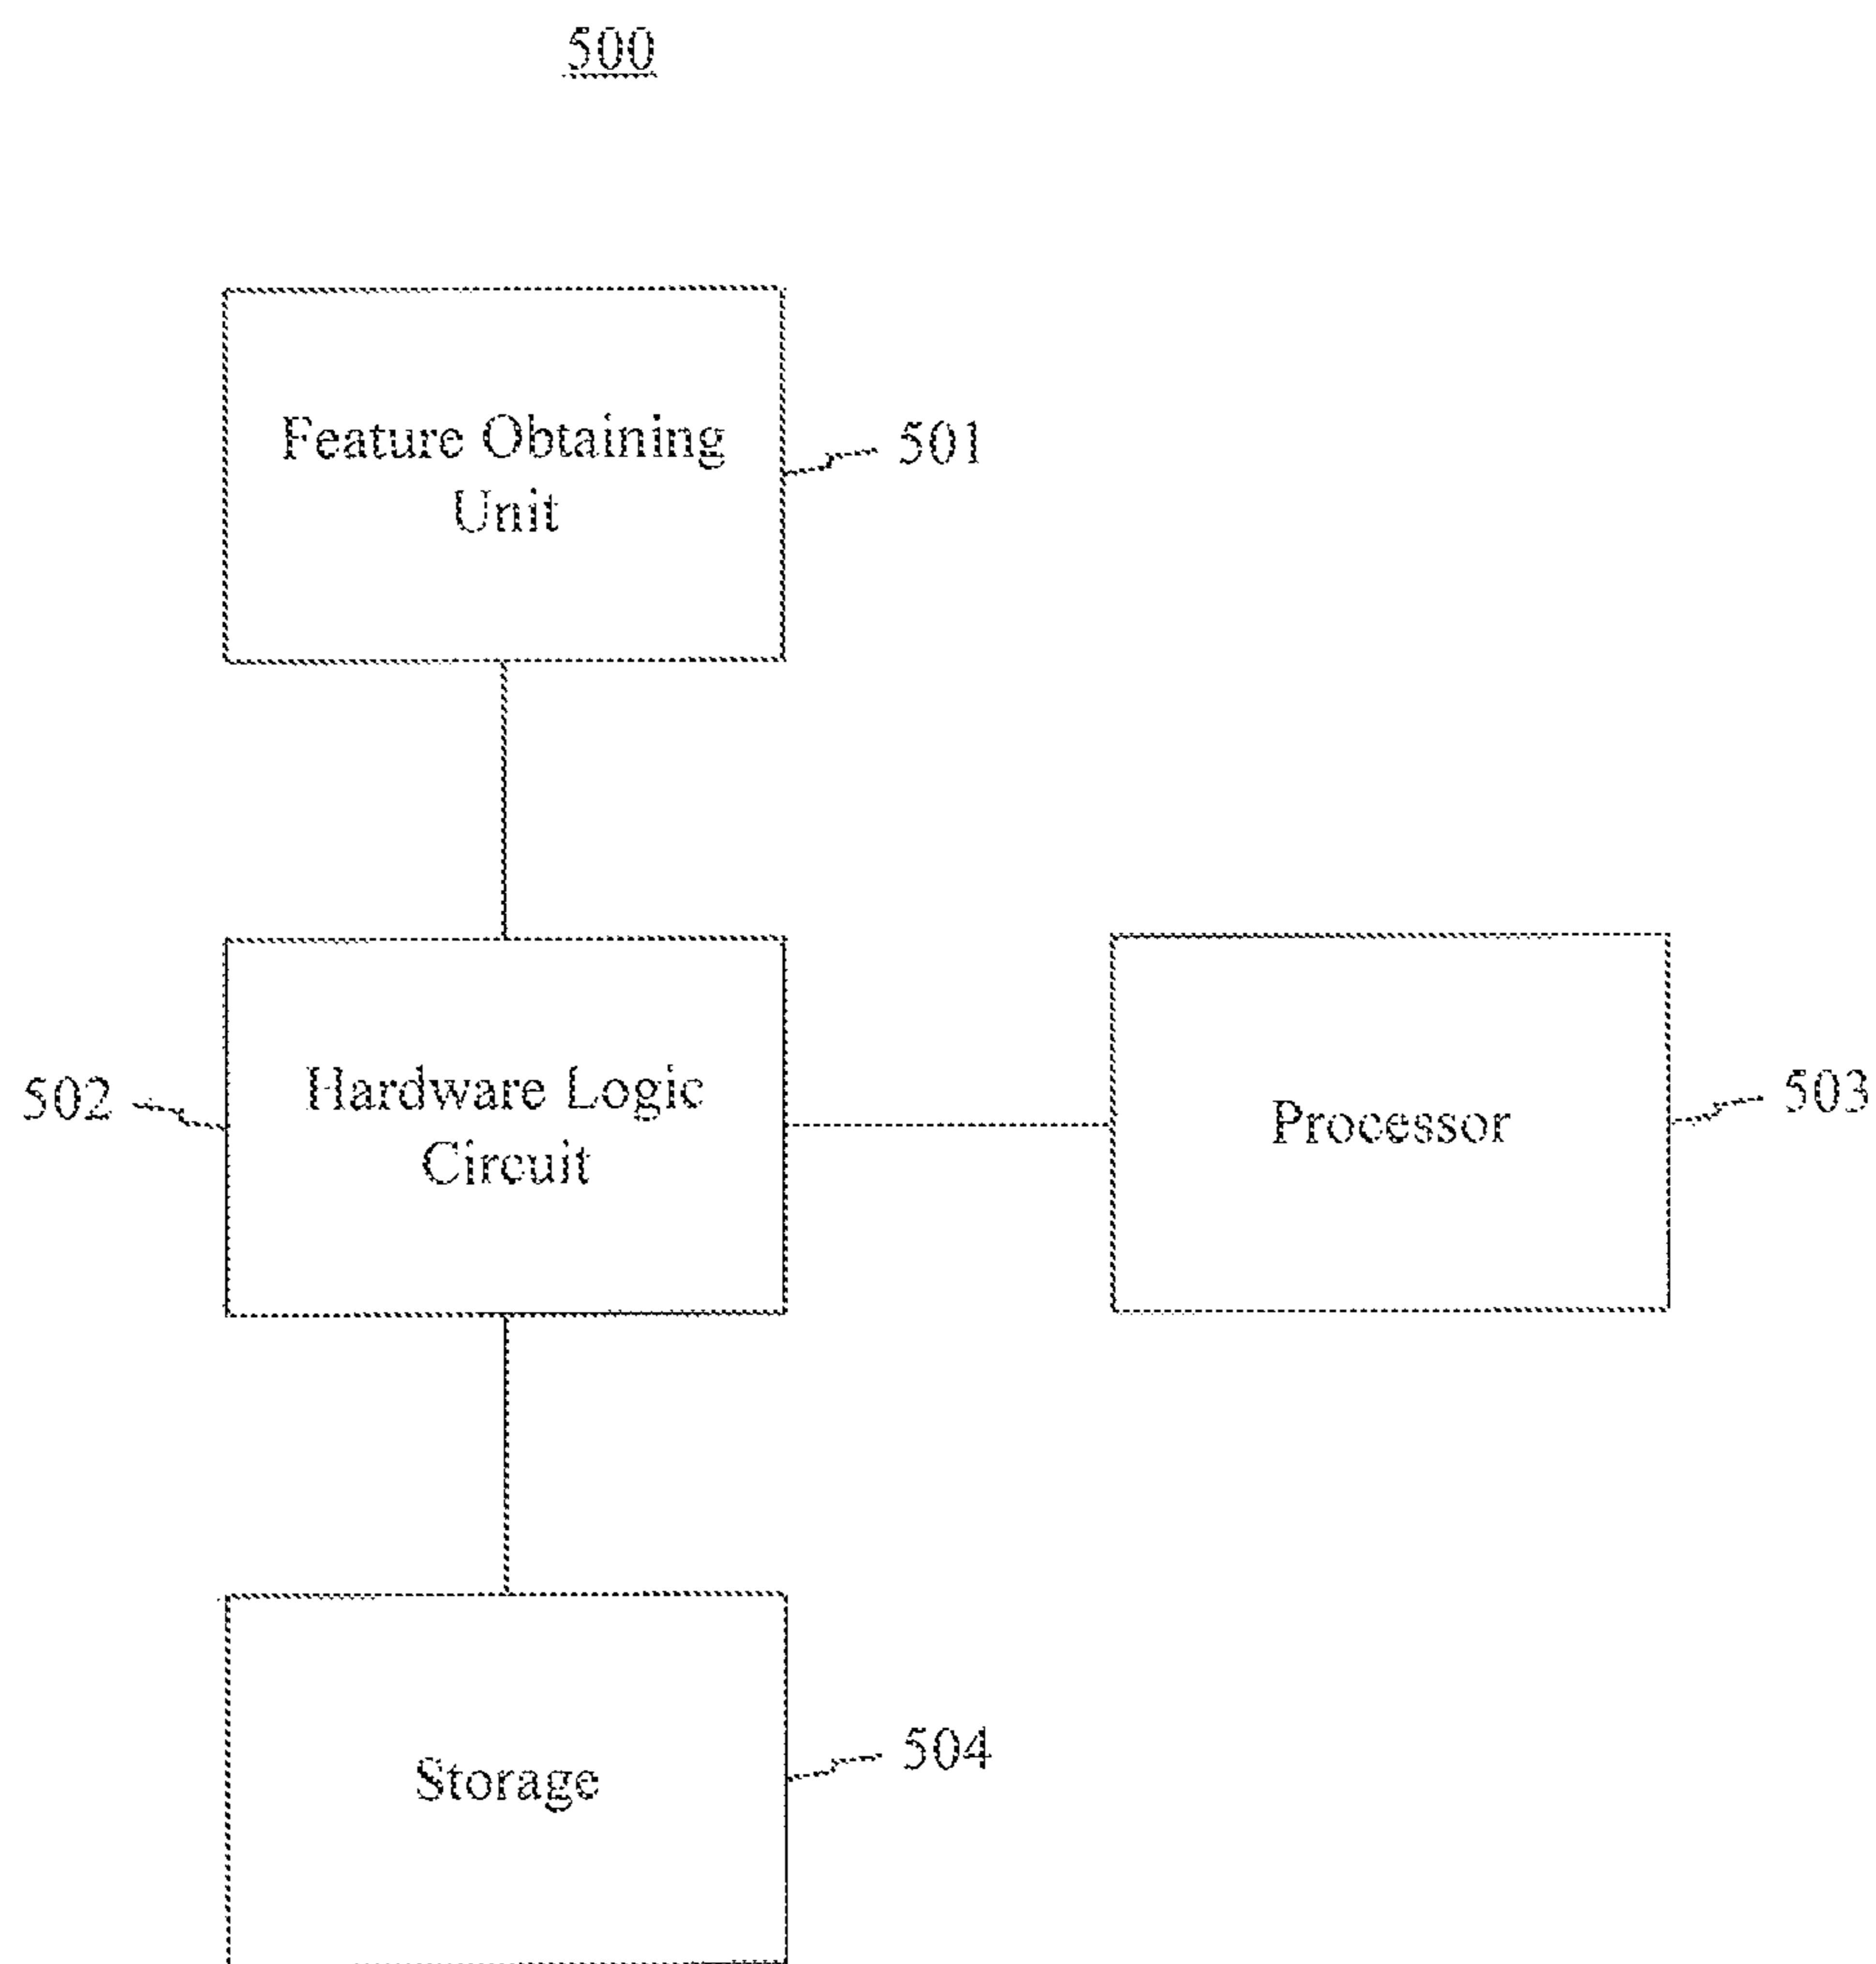 500
Feature Obtaining
Unit
501
502
Hardware Logic
Circuit
Processor
503
Storage
504